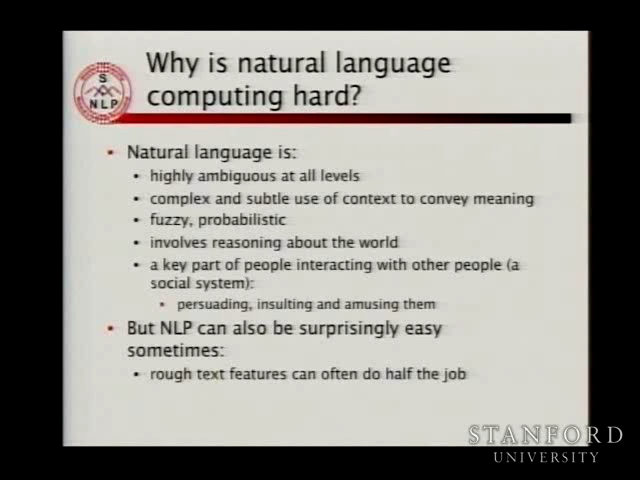 Why is natural language
computing hard?
S
NLP
• Natural language is:
• highly ambiguous at all levels
• complex and subtle use of context to convey meaning
• fuzzy, probabilistic
• involves reasoning about the world
• a key part of people interacting with other people (a
social system):
• persuading, insulting and amusing them
• But NLP can also be surprisingly easy
sometimes:
• rough text features can often do half the job
STANFORD
UNIVERSITY